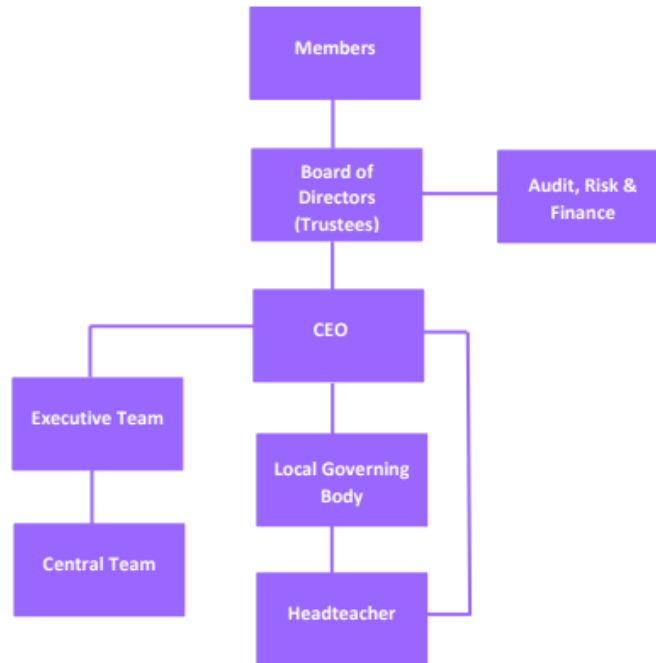 Members
Board of
Directors
(Trustees)
Audit, Risk &
Finance
CEO
Executive Team
Local Governing
Body
Central Team
Headteacher